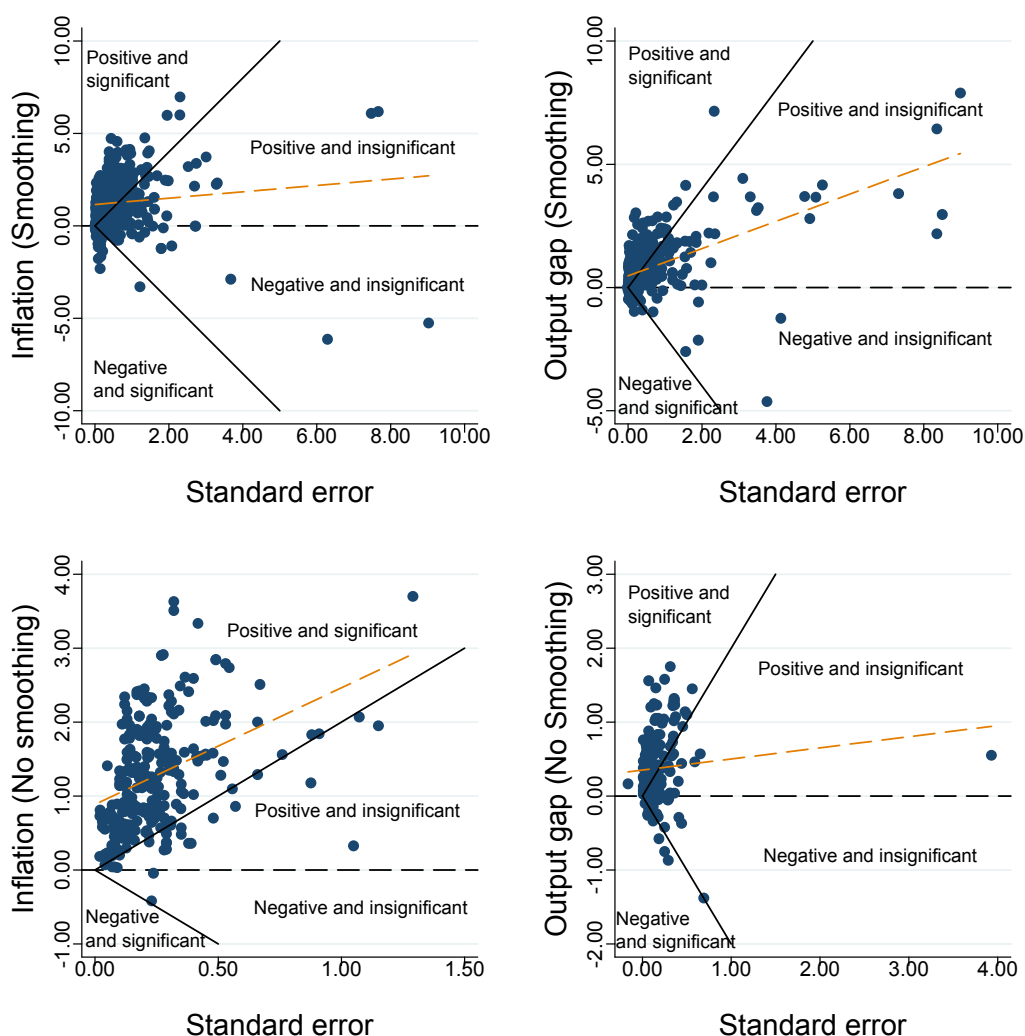 Inflation (Smoothing)
10.00
5.00
0.00
-5.00
-10.00
Positive and
significant
Positive and insignificant
Negative and insignificant
Negative
and significant
0.00 2.00 4.00 6.00 8.00 10.00
Standard error
Output gap (Smoothing)
10.00
5.00
0.00
-5.00
Positive and
significant
Positive and insignificant
Negative and insignificant
Negative
and significant
0.00 2.00 4.00 6.00 8.00 10.00
Standard error
Inflation (No smoothing)
4.00
3.00
2.00
1.00
0.00
-1.00
Positive and significant
Positive and insignificant
Negative and insignificant
Negative
and significant
0.00 0.50 1.00 1.50
Standard error
Output gap (No Smoothing)
3.00
2.00
1.00
0.00
-1.00
-2.00
Positive and
significant
Positive and insignificant
Negative and insignificant
Negative
and significant
0.00 1.00 2.00 3.00 4.00
Standard error